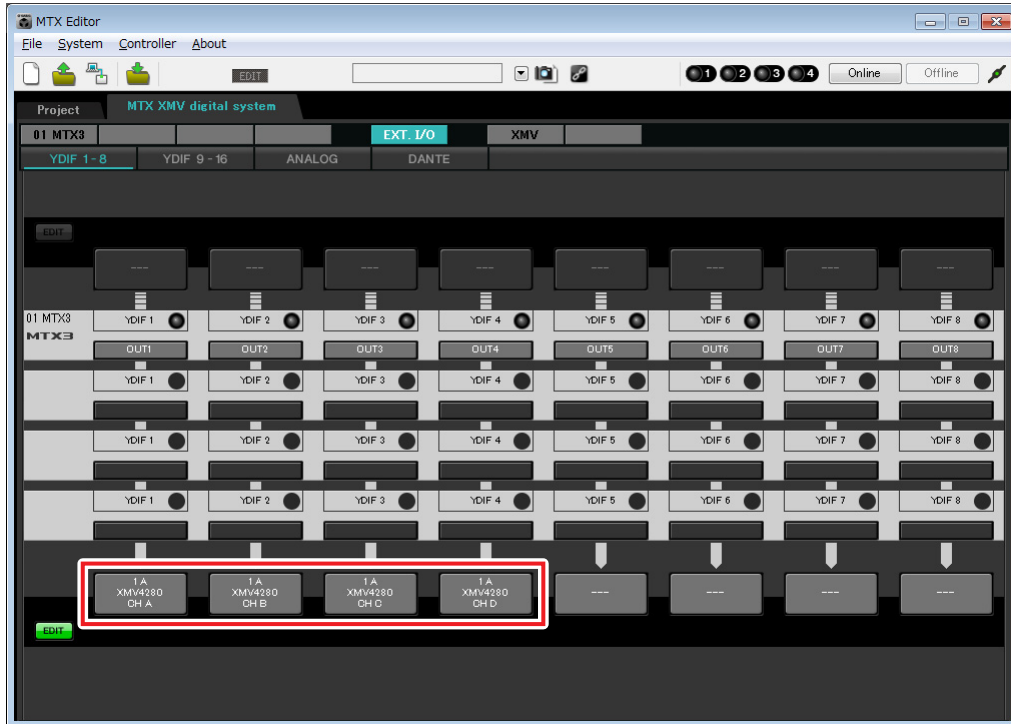 MTX Editor
File System Controller About
EDIT 1 2 3 4 Online Offline
Project MTX XMV digital system
01 MTX3 EXT. I/O XMV
YDIF 1-8 YDIF 9-16 ANALOG DANTE
EDIT
--- --- --- --- --- --- --- ---
01 MTX3 YDIF 1 YDIF 2 YDIF 3 YDIF 4 YDIF 5 YDIF 6 YDIF 7 YDIF 8
MTX3
OUT1 OUT2 OUT3 OUT4 OUT5 OUT6 OUT7 OUT8
YDIF 1 YDIF 2 YDIF 3 YDIF 4 YDIF 5 YDIF 6 YDIF 7 YDIF 8
YDIF 1 YDIF 2 YDIF 3 YDIF 4 YDIF 5 YDIF 6 YDIF 7 YDIF 8
YDIF 1 YDIF 2 YDIF 3 YDIF 4 YDIF 5 YDIF 6 YDIF 7 YDIF 8
1 A 1 A 1 A 1 A
XMV4280 XMV4280 XMV4280 XMV4280 --- --- --- ---
CH A CH B CH C CH D
EDIT